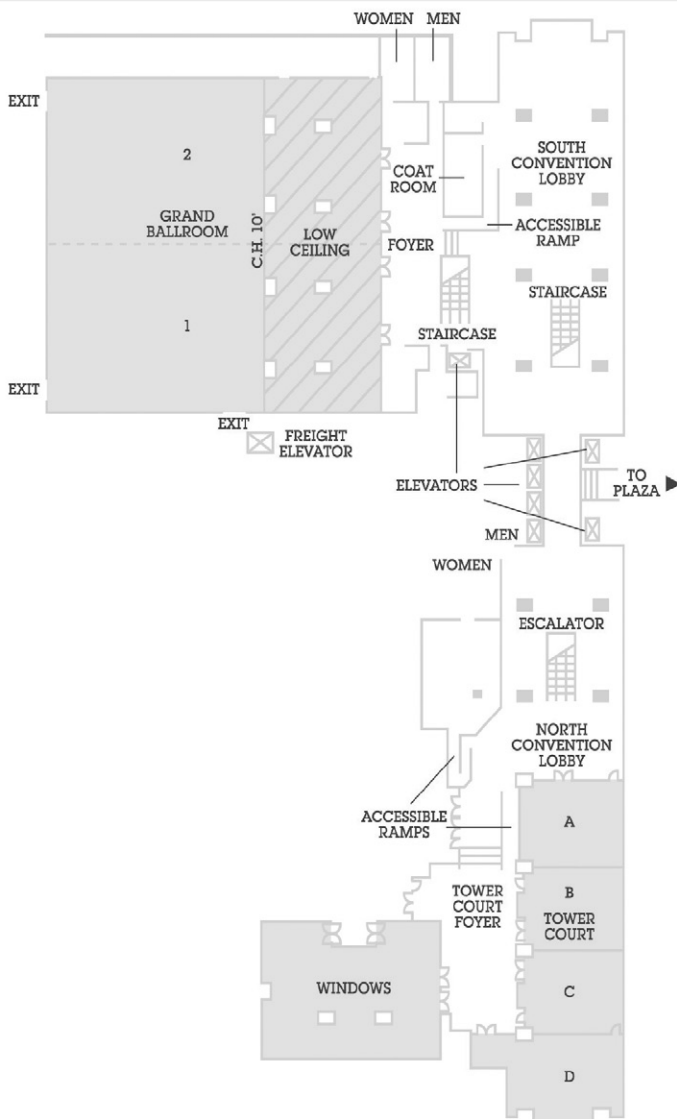 WOMEN
MEN
EXIT
2
SOUTH
CONVENTION
LOBBY
COAT
ROOM
GRAND
BALLROOM
C.H. 10'
LOW
CEILING
FOYER
ACCESSIBLE
RAMP
STAIRCASE
1
STAIRCASE
EXIT
EXIT
FREIGHT
ELEVATOR
ELEVATORS
TO
PLAZA
MEN
WOMEN
ESCALATOR
NORTH
CONVENTION
LOBBY
ACCESSIBLE
RAMPS
A
TOWER
COURT
FOYER
B
TOWER
COURT
WINDOWS
C
D